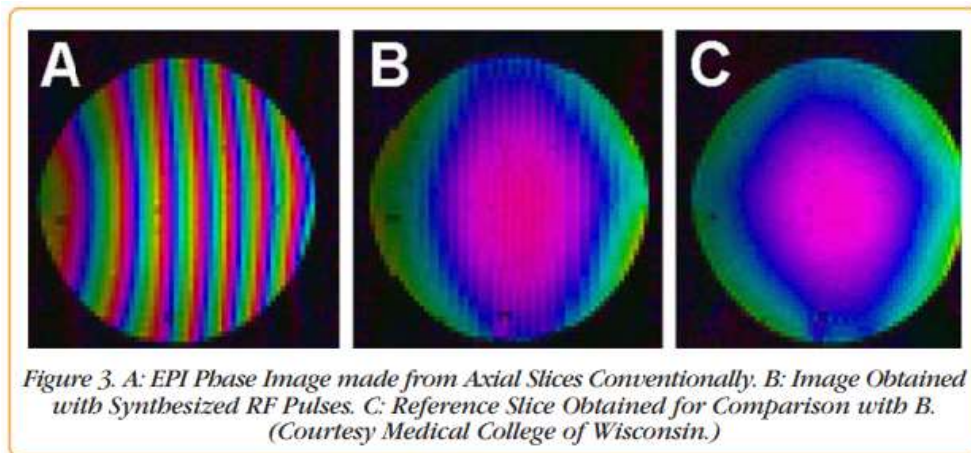 A B C
Figure 3. A: EPI Phase Image made from Axial Slices Conventionally. B: Image Obtained
with Synthesized RF Pulses. C: Reference Slice Obtained for Comparison with B.
(Courtesy Medical College of Wisconsin.)